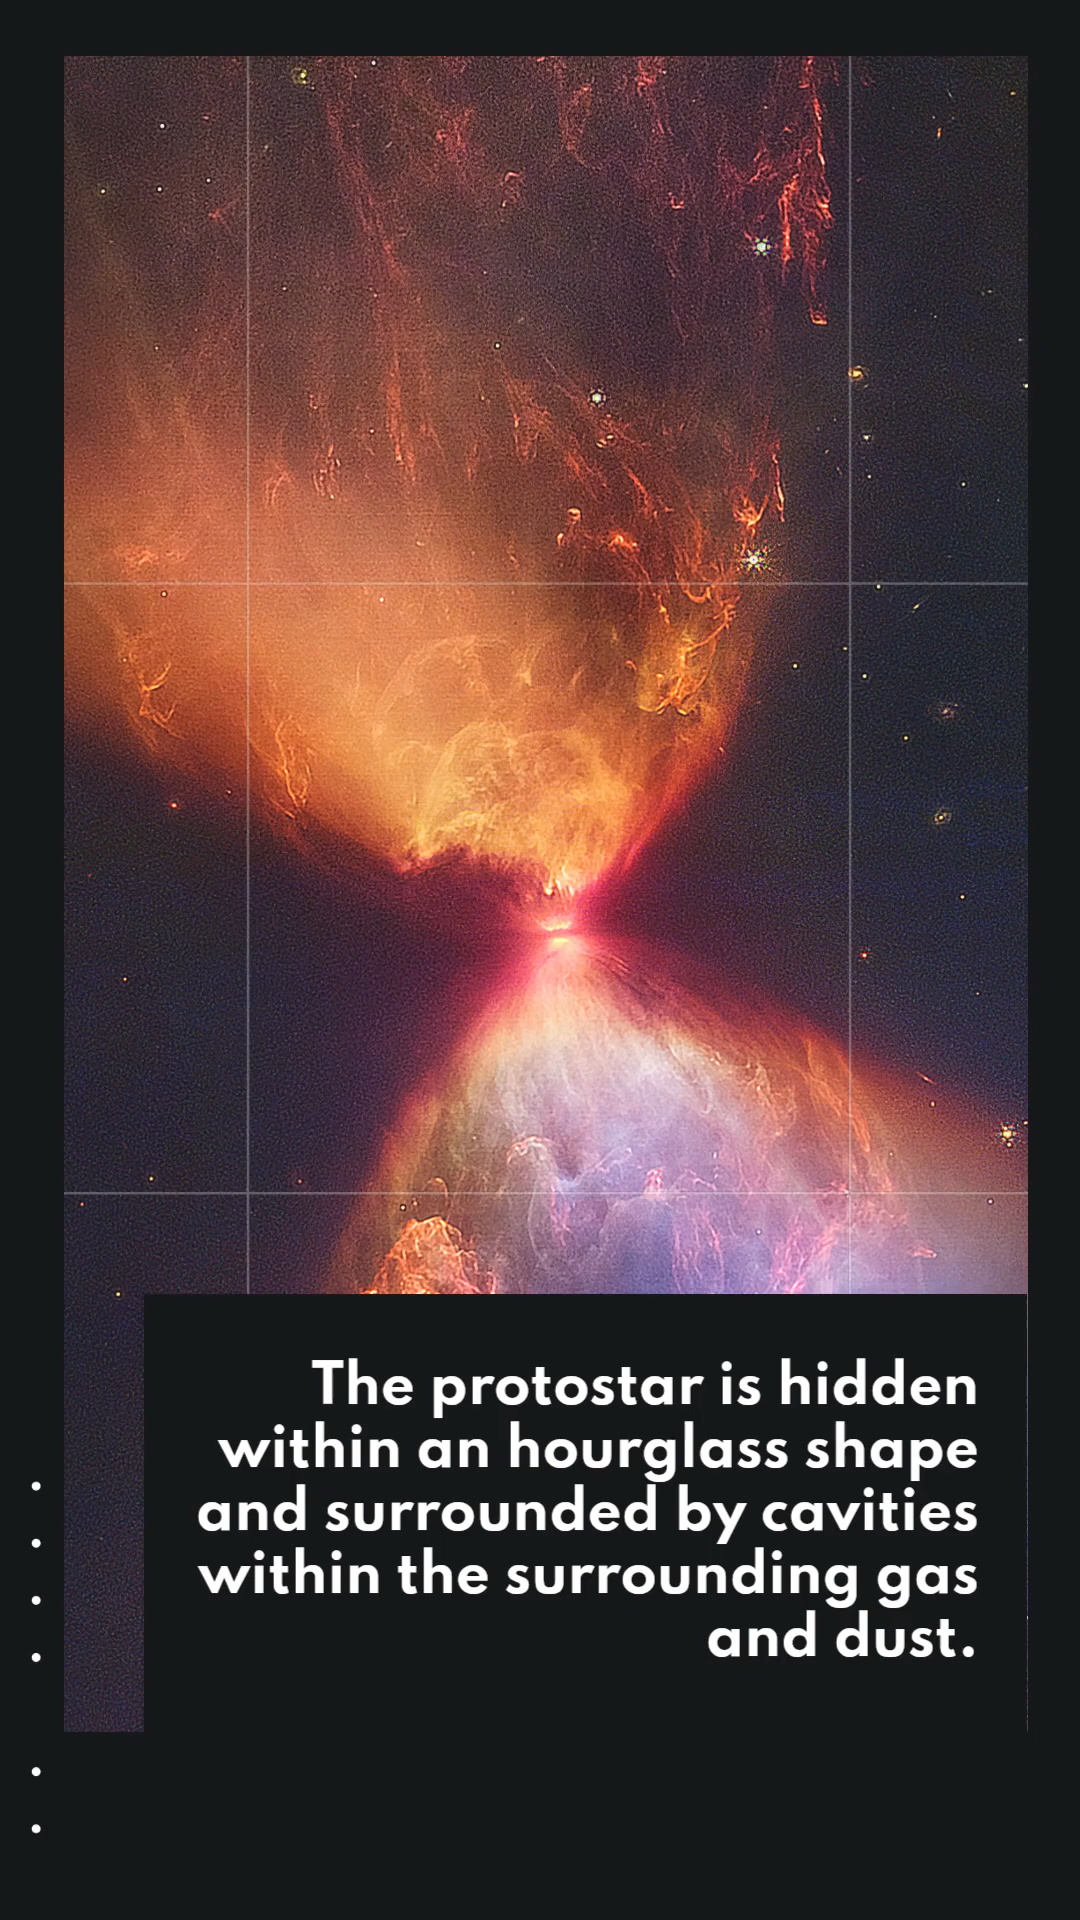 The protostar is hidden
within an hourglass shape
and surrounded by cavities
within the surrounding gas
and dust.